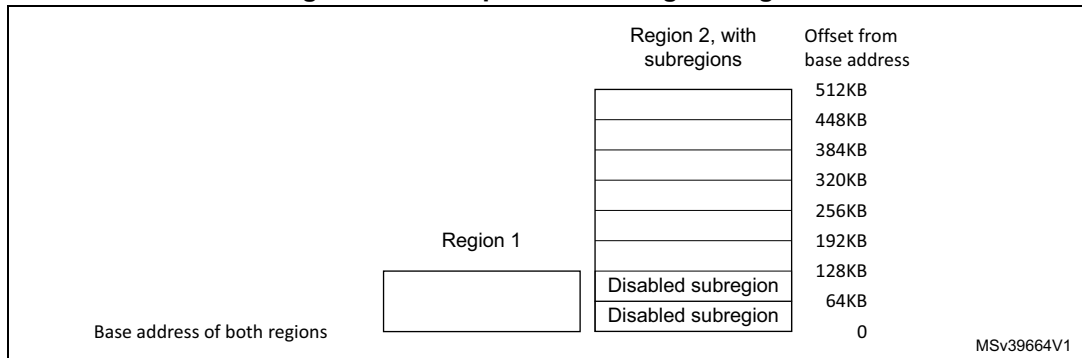 Region 2, with
subregions
Offset from
base address
512KB
448KB
384KB
320KB
256KB
Region 1
192KB
128KB
Disabled subregion
64KB
Disabled subregion
Base address of both regions
0
MSv39664V1